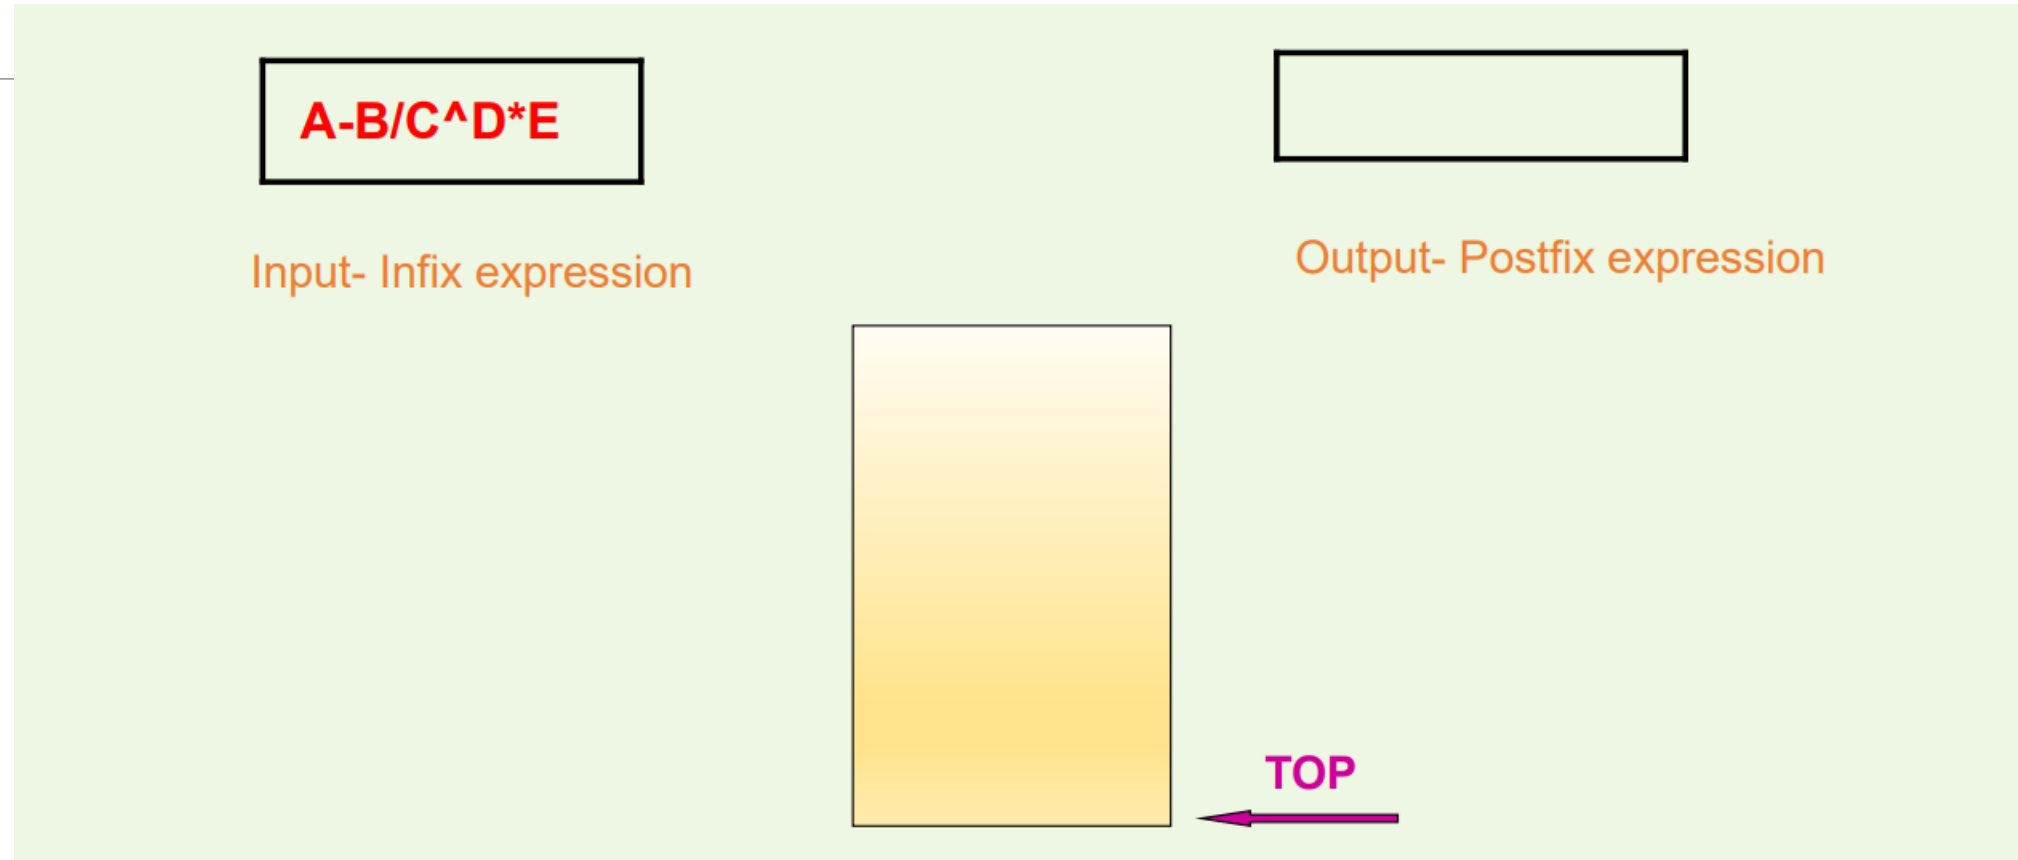 A-B/C^D*E
Input- Infix expression
Output- Postfix expression
TOP